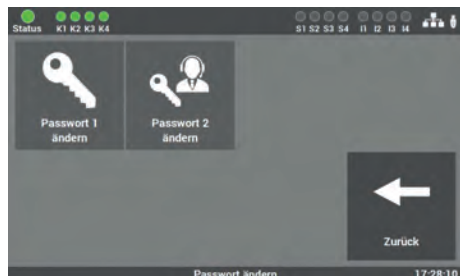 Status K1 K2 K3 K4 S1 S2 S3 S4 I1 I2 I3 I4
Passwort 1
ändern
Passwort 2
ändern
Zurück
Passwort ändern 17:28:10